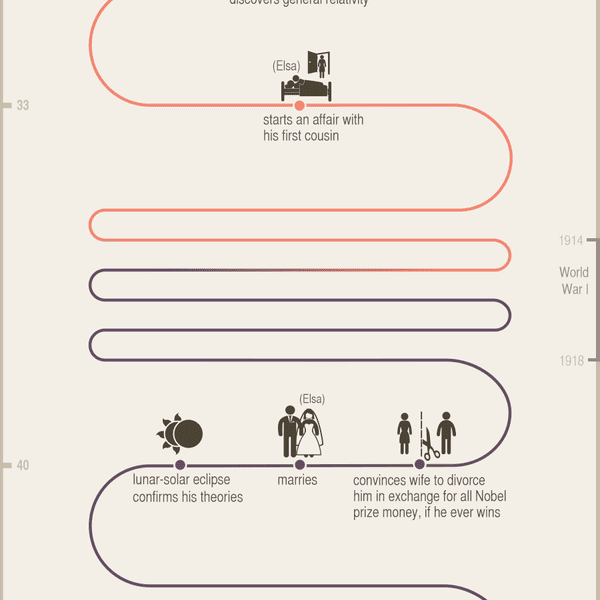 discovers general relativity
(Elsa)
33
starts an affair with
his first cousin
1914
World
War I
1918
(Elsa)
40
lunar-solar eclipse
confirms his theories
marries
convinces wife to divorce
him in exchange for all Nobel
prize money, if he ever wins